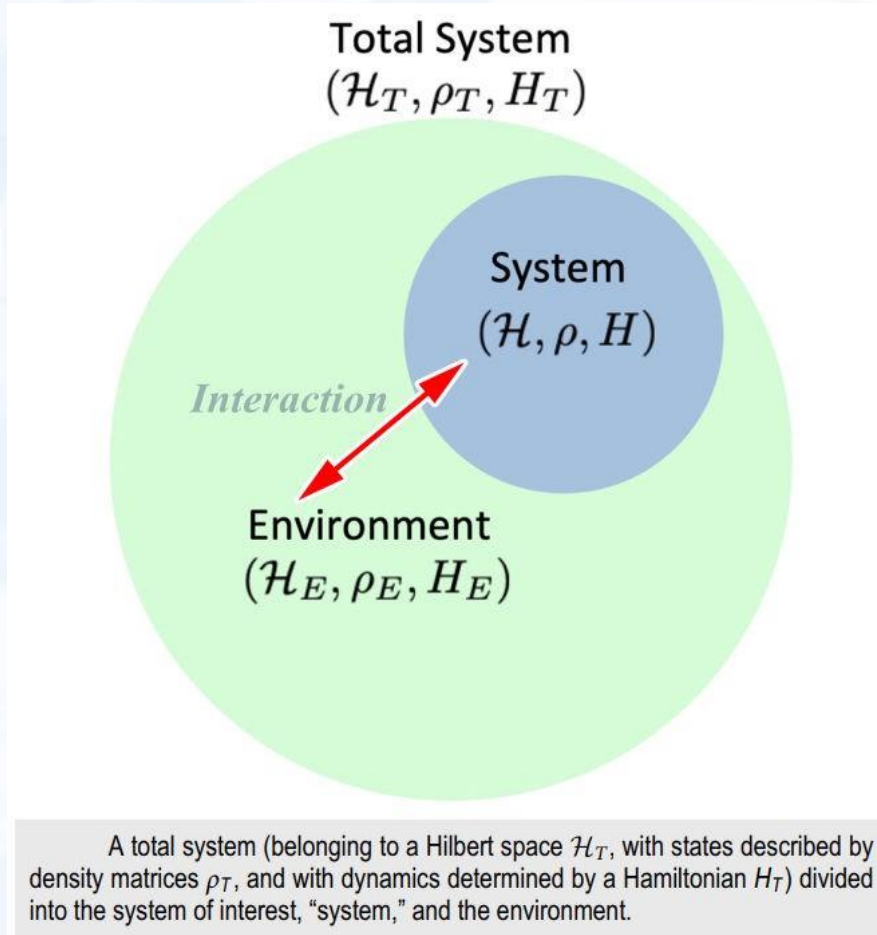 Total System
(ℋ_T, ρ_T, H_T)
System
(ℋ, ρ, H)
Interaction
Environment
(ℋ_E, ρ_E, H_E)
A total system (belonging to a Hilbert space ℋ_T, with states described by
density matrices ρ_T, and with dynamics determined by a Hamiltonian H_T) divided
into the system of interest, “system,” and the environment.